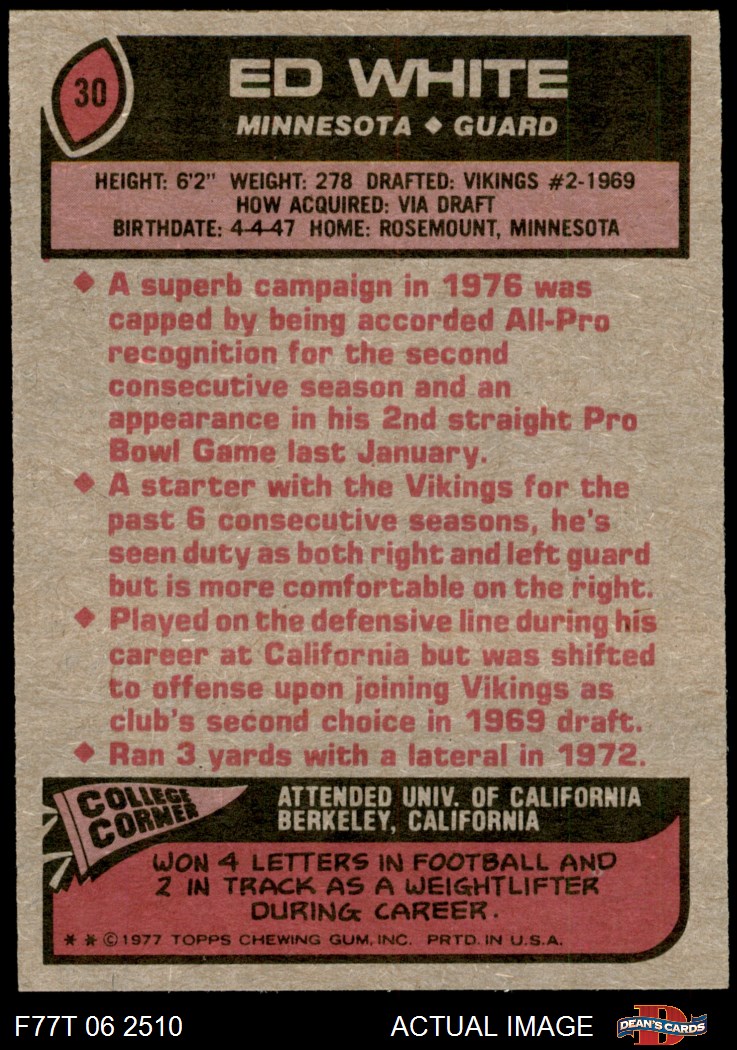 30
ED WHITE
MINNESOTA ◆ GUARD
HEIGHT: 6'2" WEIGHT: 278 DRAFTED: VIKINGS #2-1969
HOW ACQUIRED: VIA DRAFT
BIRTHDATE: 4-4-47 HOME: ROSEMOUNT, MINNESOTA
◆ A superb campaign in 1976 was
capped by being accorded All-Pro
recognition for the second
consecutive season and an
appearance in his 2nd straight Pro
Bowl Game last January.
◆ A starter with the Vikings for the
past 6 consecutive seasons, he's
seen duty as both right and left guard
but is more comfortable on the right.
◆ Played on the defensive line during his
career at California but was shifted
to offense upon joining Vikings as
club's second choice in 1969 draft.
◆ Ran 3 yards with a lateral in 1972.
COLLEGE
CORNER
ATTENDED UNIV. OF CALIFORNIA
BERKELEY, CALIFORNIA
WON 4 LETTERS IN FOOTBALL AND
2 IN TRACK AS A WEIGHTLIFTER
DURING CAREER.
* * ©1977 TOPPS CHEWING GUM, INC. PRTD. IN U.S.A.
F77T 06 2510
ACTUAL IMAGE
D
DEAN'S CARDS